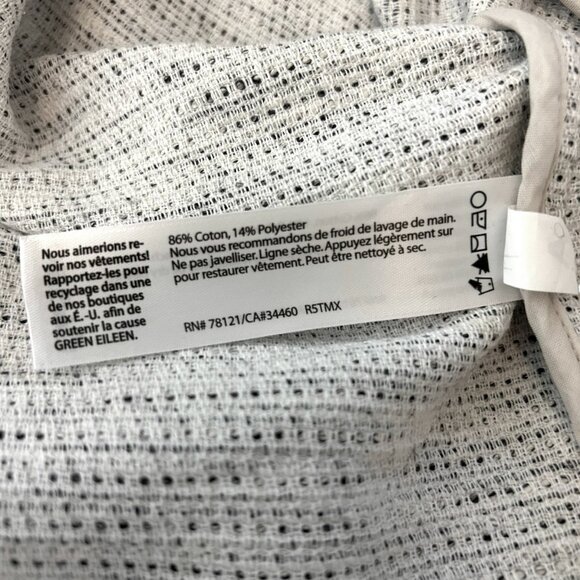 Nous aimerions re-
voir nos vêtements!
Rapportez-les pour
recyclage dans une
de nos boutiques
aux É.-U. afin de
soutenir la cause
GREEN EILEEN.
86% Coton, 14% Polyester
Nous vous recommandons de froid de lavage de main.
Ne pas javelliser. Ligne sèche. Appuyez légèrement sur
pour restaurer vêtement. Peut être nettoyé à sec.
RN# 78121/CA#34460 R5TMX